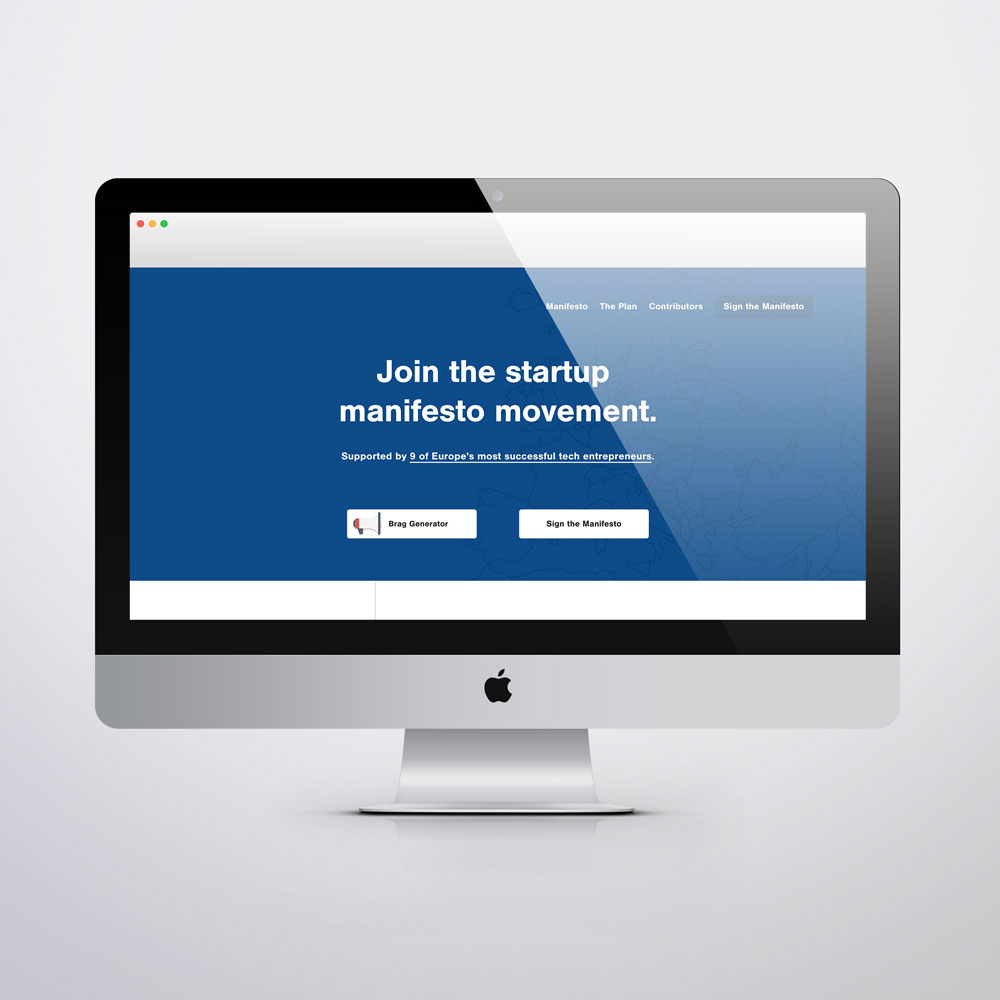 Manifesto The Plan Contributors Sign the Manifesto
Join the startup
manifesto movement.
Supported by 9 of Europe's most successful tech entrepreneurs.
Brag Generator Sign the Manifesto